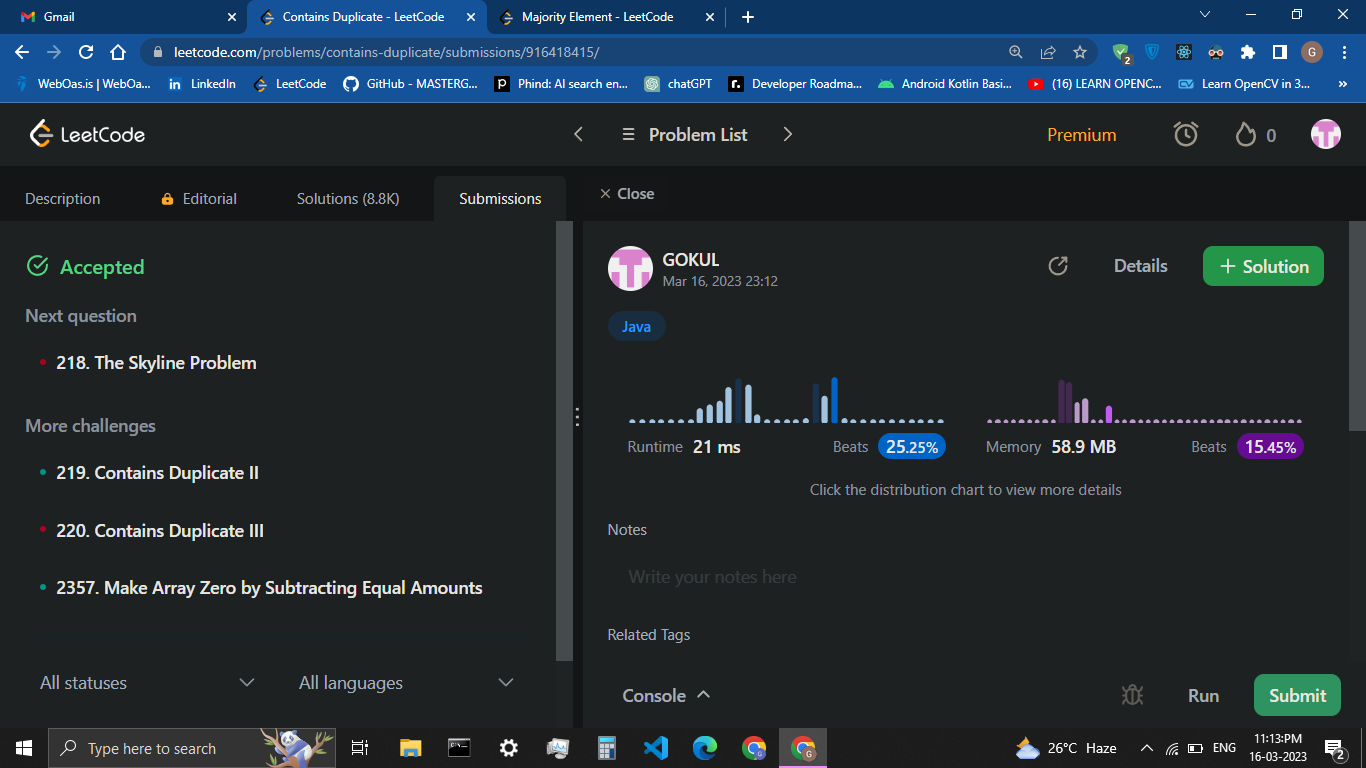 Gmail
Contains Duplicate - LeetCode
Majority Element - LeetCode
leetcode.com/problems/contains-duplicate/submissions/916418415/
2
G
WebOas.is | WebOa...
LinkedIn
LeetCode
GitHub - MASTERG...
Phind: AI search en...
chatGPT
Developer Roadma...
Android Kotlin Basi...
(16) LEARN OPENC...
Learn OpenCV in 3...
»
LeetCode
Problem List
Premium
0
Description
Editorial
Solutions (8.8K)
Submissions
Close
Accepted
Next question
218. The Skyline Problem
More challenges
219. Contains Duplicate II
220. Contains Duplicate III
2357. Make Array Zero by Subtracting Equal Amounts
All statuses
All languages
GOKUL
Mar 16, 2023 23:12
Details
+ Solution
Java
Runtime 21 ms
Beats 25.25%
Memory 58.9 MB
Beats 15.45%
Click the distribution chart to view more details
Notes
Write your notes here
Related Tags
Console
Run
Submit
Type here to search
26°C Haze
ENG
11:13:PM
16-03-2023
2